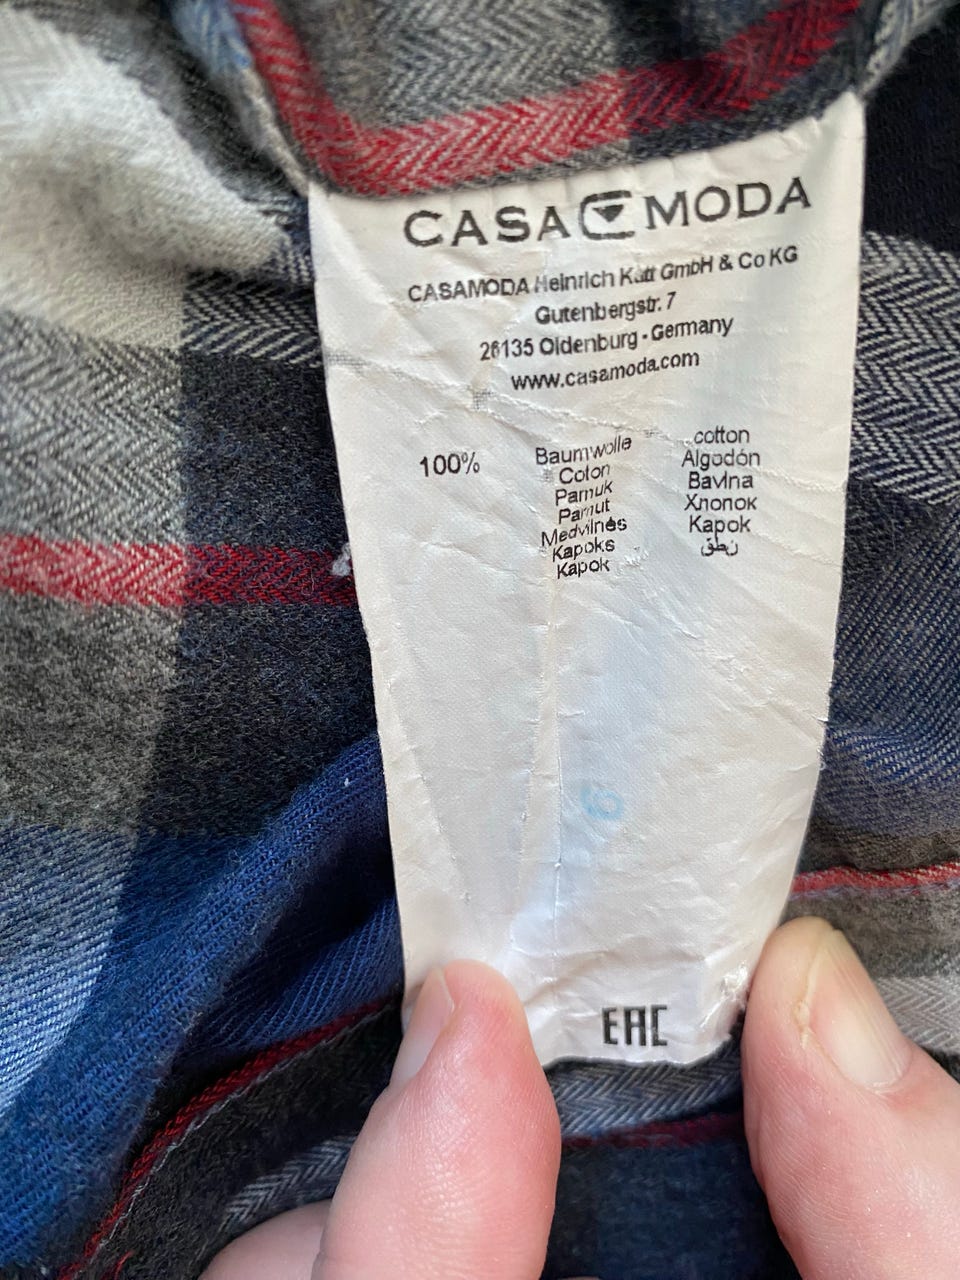 CASA MODA
CASAMODA Heinrich Katt GmbH & Co KG
Gutenbergstr. 7
26135 Oldenburg - Germany
www.casamoda.com
100%
Baumwolle
Coton
Pamuk
Pamut
Medvilnės
Kapoks
Kapok
cotton
Algodón
Bavlna
Хлопок
Kapok
EAC